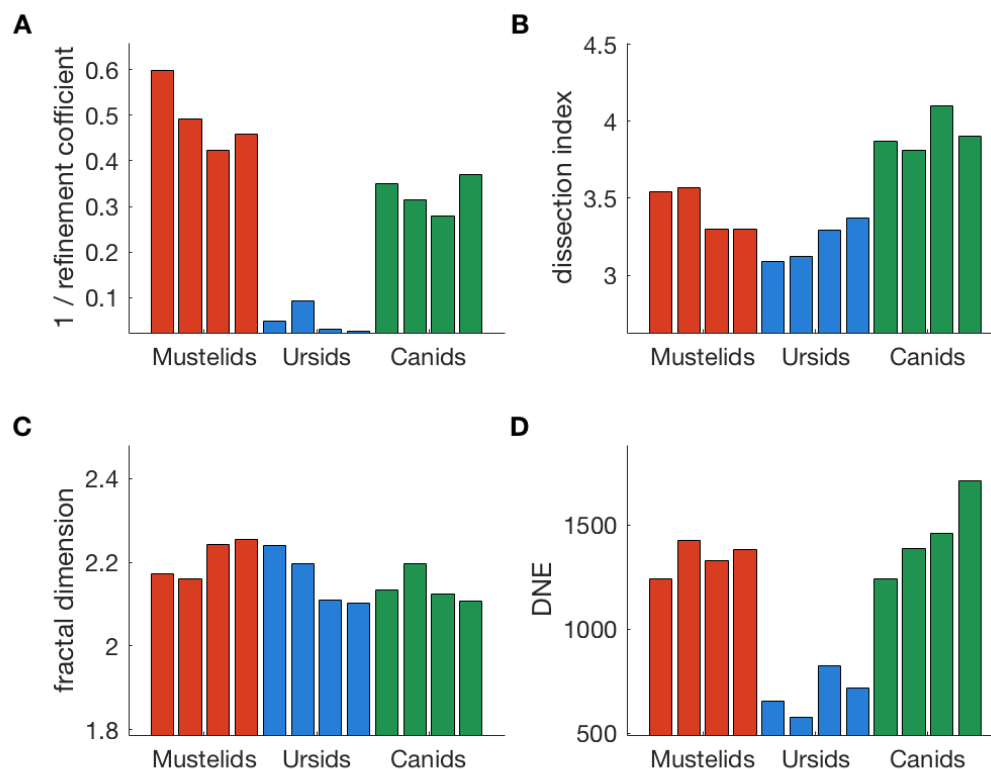 A
1 / refinement cofficient
0.6
0.5
0.4
0.3
0.2
0.1
Mustelids Ursids Canids
B
dissection index
4.5
4
3.5
3
Mustelids Ursids Canids
C
fractal dimension
2.4
2.2
2
1.8
Mustelids Ursids Canids
D
DNE
1500
1000
500
Mustelids Ursids Canids